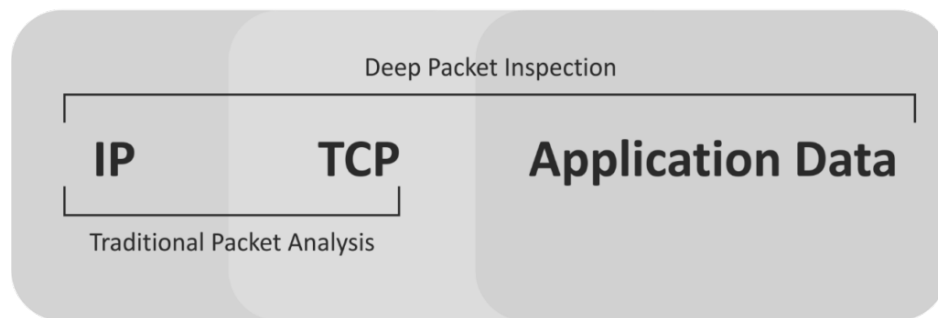 Deep Packet Inspection
IP TCP Application Data
Traditional Packet Analysis